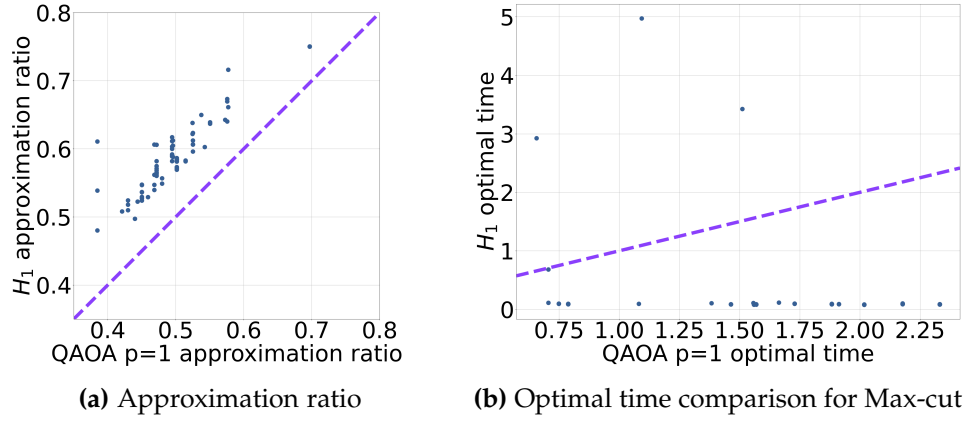 H₁ approximation ratio
0.8
0.7
0.6
0.5
0.4
0.4 0.5 0.6 0.7 0.8
QAOA p=1 approximation ratio
(a) Approximation ratio
H₁ optimal time
5
4
3
2
1
0
0.75 1.00 1.25 1.50 1.75 2.00 2.25
QAOA p=1 optimal time
(b) Optimal time comparison for Max-cut